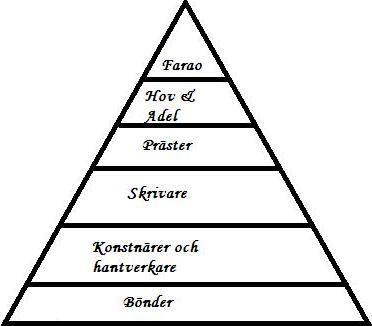 Farao
Hov &
Adel
Präster
Skrivare
Konstnärer och
hantverkare
Bönder